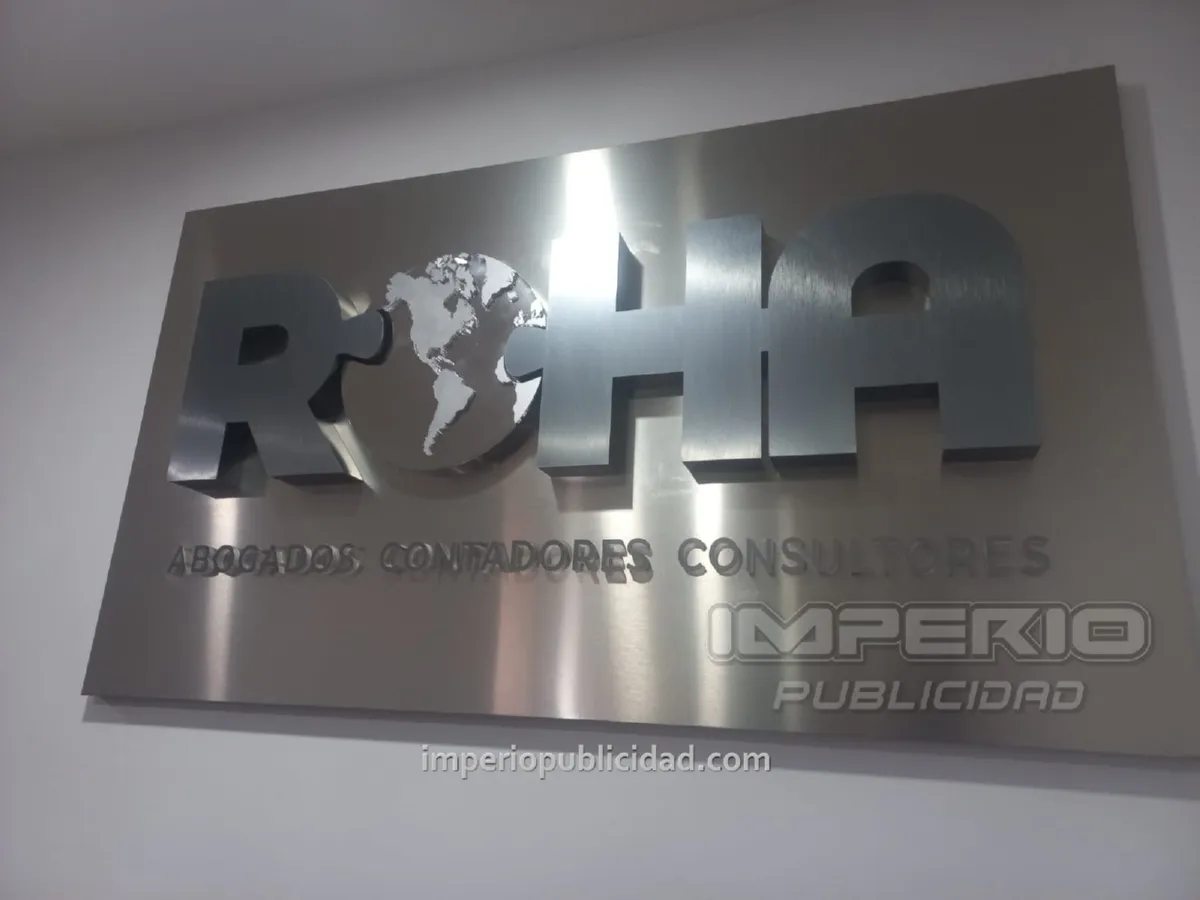 ROHA
ABOGADOS CONTADORES CONSULTORES
IMPERIO
PUBLICIDAD
imperiopublicidad.com